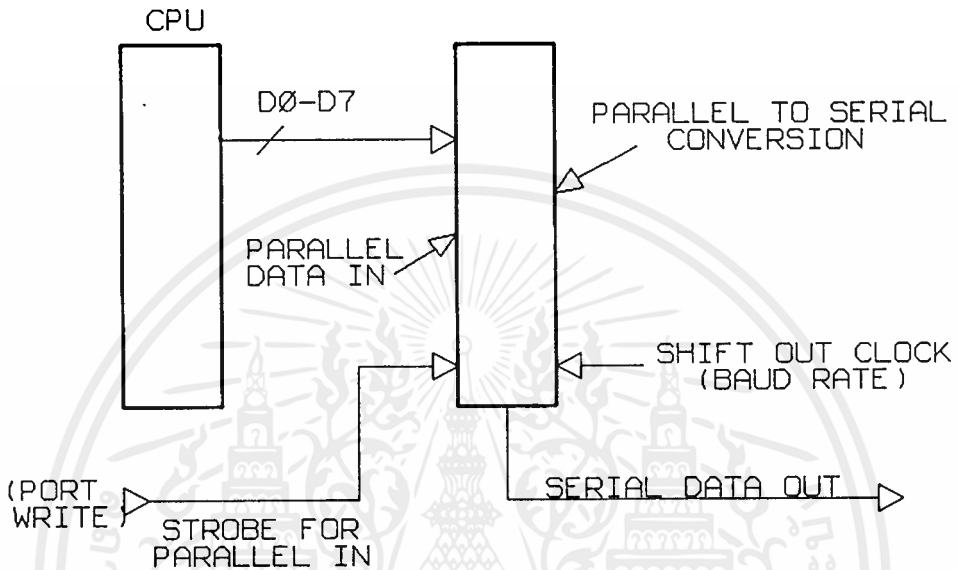 CPU
DØ-D7
PARALLEL TO SERIAL
CONVERSION
PARALLEL
DATA IN
SHIFT OUT CLOCK
(BAUD RATE)
(PORT
WRITE)
STROBE FOR
PARALLEL IN
SERIAL DATA OUT